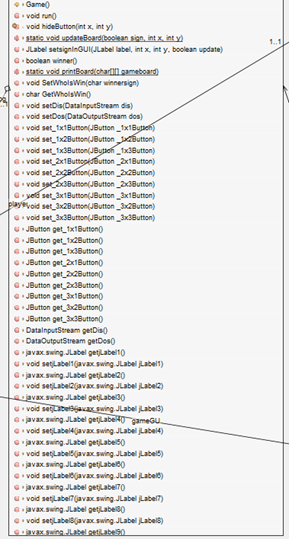 Game()
void run()
void hideButton(int x, int y)
static void updateBoard(boolean sign, int x, int y)
1..1
JLabel setsignInGUI(JLabel label, int x, int y, boolean update)
boolean winner()
static void printBoard(char[][] gameboard)
void SetWhoIsWin(char winnersign)
char GetWhoIsWin()
void setDis(DataInputStream dis)
void setDos(DataOutputStream dos)
void set_1x1Button(JButton _1x1Button)
void set_1x2Button(JButton _1x2Button)
void set_1x3Button(JButton _1x3Button)
void set_2x1Button(JButton _2x1Button)
void set_2x2Button(JButton _2x2Button)
void set_2x3Button(JButton _2x3Button)
void set_3x1Button(JButton _3x1Button)
player
void set_3x2Button(JButton _3x2Button)
void set_3x3Button(JButton _3x3Button)
JButton get_1x1Button()
JButton get_1x2Button()
JButton get_1x3Button()
JButton get_2x1Button()
JButton get_2x2Button()
JButton get_2x3Button()
JButton get_3x1Button()
JButton get_3x2Button()
JButton get_3x3Button()
DataInputStream getDis()
DataOutputStream getDos()
javax.swing.JLabel getjLabel1()
void setjLabel1(javax.swing.JLabel jLabel1)
javax.swing.JLabel getjLabel2()
void setjLabel2(javax.swing.JLabel jLabel2)
javax.swing.JLabel getjLabel3()
void setjLabel3(javax.swing.JLabel jLabel3)
javax.swing.JLabel getjLabel4()
gameGU
void setjLabel4(javax.swing.JLabel jLabel4)
javax.swing.JLabel getjLabel5()
void setjLabel5(javax.swing.JLabel jLabel5)
javax.swing.JLabel getjLabel6()
void setjLabel6(javax.swing.JLabel jLabel6)
javax.swing.JLabel getjLabel7()
void setjLabel7(javax.swing.JLabel jLabel7)
javax.swing.JLabel getjLabel8()
void setjLabel8(javax.swing.JLabel jLabel8)
javax.swing.JLabel getjLabel9()